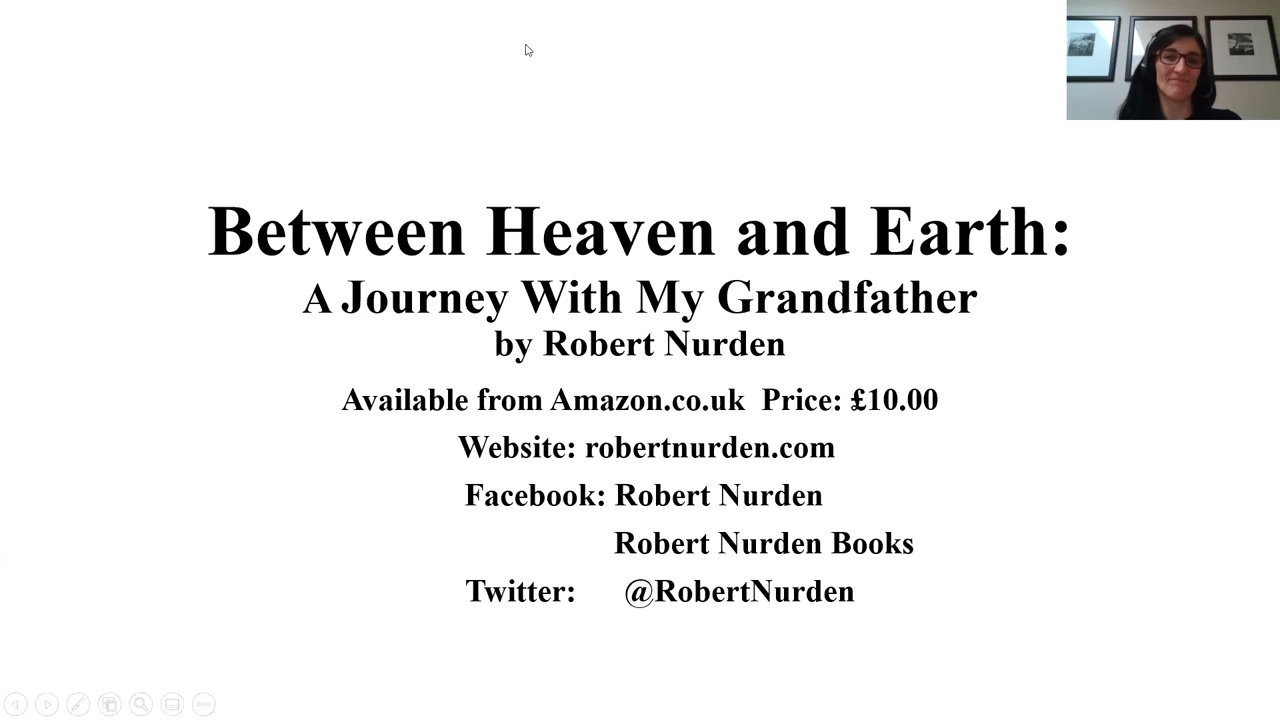 Between Heaven and Earth:
A Journey With My Grandfather
by Robert Nurden
Available from Amazon.co.uk  Price: £10.00
Website: robertnurden.com
Facebook: Robert Nurden
Robert Nurden Books
Twitter: @RobertNurden